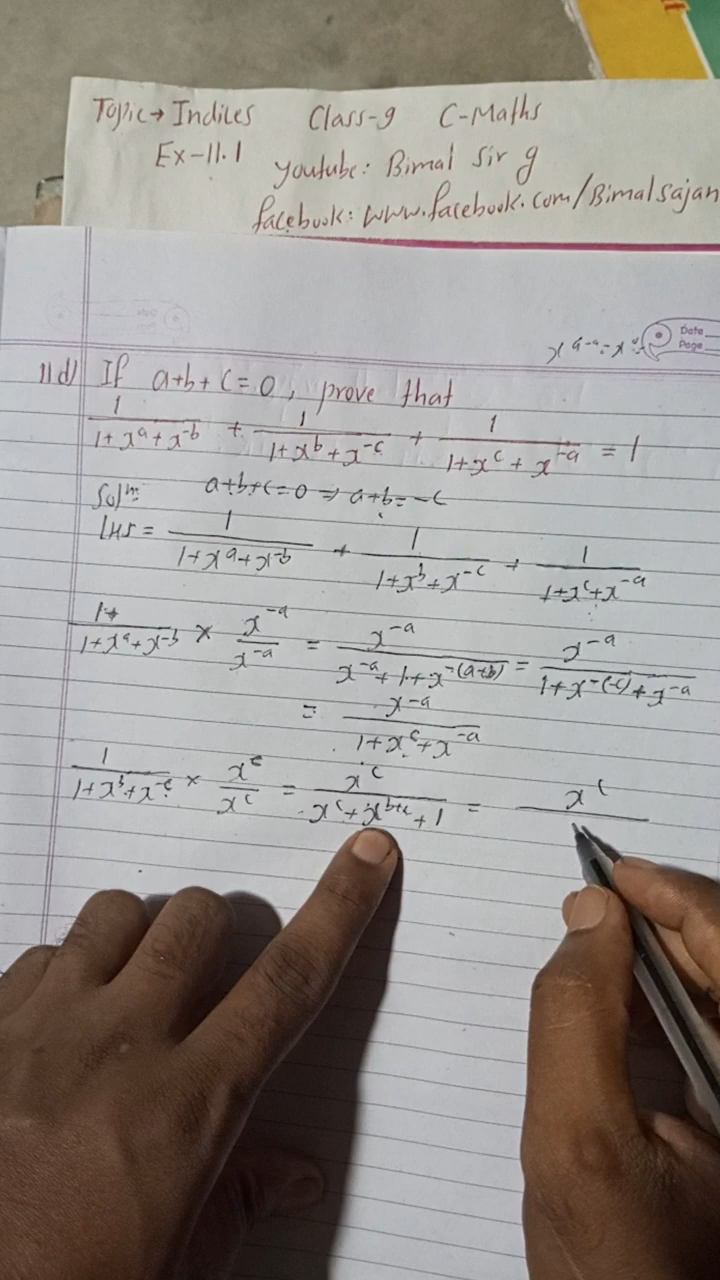 Topic→ Indices Class-9 C-Maths
Ex-11.1 youtube: Bimal Sir g
facebook: www.facebook.com/Bimalsajan
Date
Page
11d) If a+b+c=0, prove that
1/(1+x^a+x^-b) + 1/(1+x^b+x^-c) + 1/(1+x^c+x^-a) = 1
Soln: a+b+c=0 ⇒ a+b=-c
LHS = 1/(1+x^a+x^-b) + 1/(1+x^b+x^-c) + 1/(1+x^c+x^-a)
1/(1+x^a+x^-b) × x^-a/x^-a = x^-a/(x^-a+1+x^-(a+b)) = x^-a/(1+x^-(-c)+x^-a)
= x^-a/(1+x^c+x^-a)
1/(1+x^b+x^-c) × x^c/x^c = x^c/(x^c+x^b+c+1) = x^c